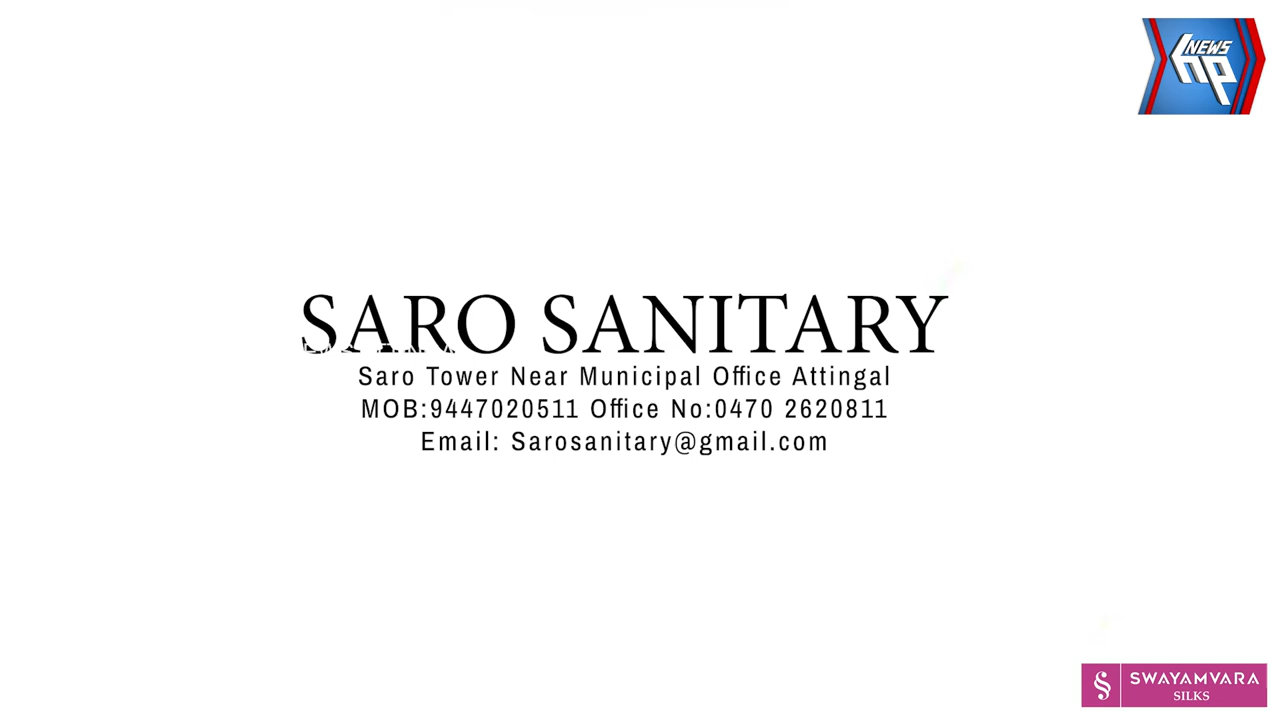 NEWS
hp
SARO SANITARY
Saro Tower Near Municipal Office Attingal
MOB:9447020511 Office No:0470 2620811
Email: Sarosanitary@gmail.com
SWAYAMVARA
SILKS